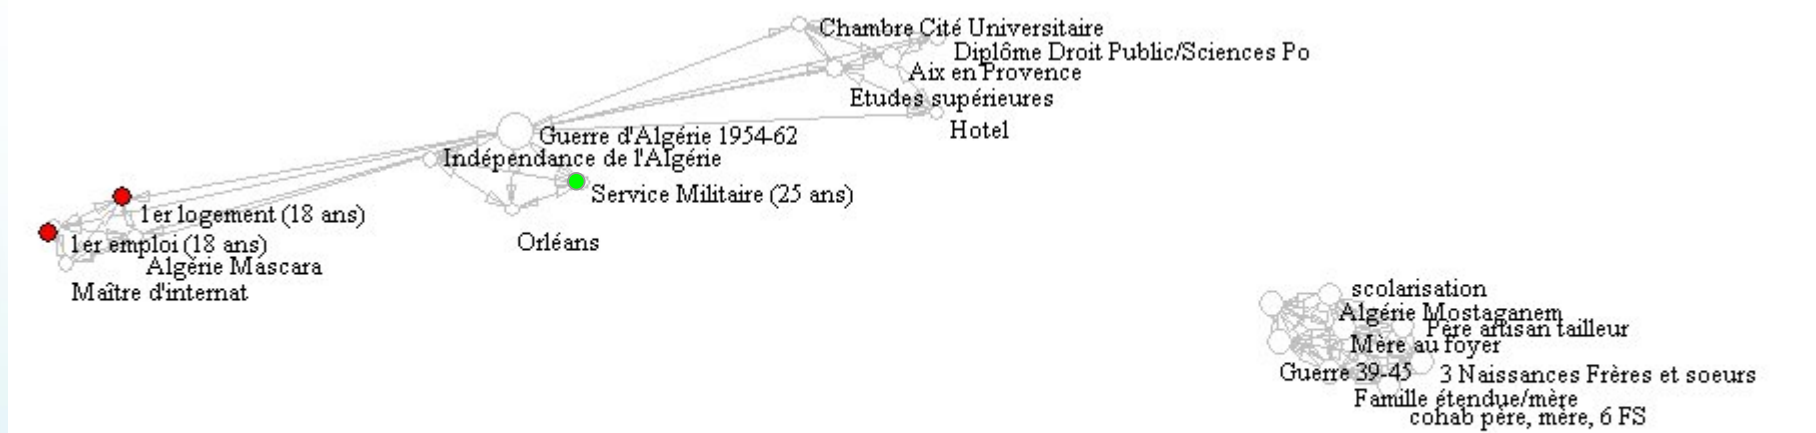 Chambre Cité Universitaire
Diplôme Droit Public/Sciences Po
Aix en Provence
Etudes supérieures
Hotel
Guerre d'Algérie 1954-62
Indépendance de l'Algérie
Service Militaire (25 ans)
Orléans
1er logement (18 ans)
1er emploi (18 ans)
Algérie Mascara
Maître d'internat
scolarisation
Algérie Mostaganem
Père artisan tailleur
Mère au foyer
Guerre 39-45
3 Naissances Frères et soeurs
Famille étendue/mère
cohab père, mère, 6 FS